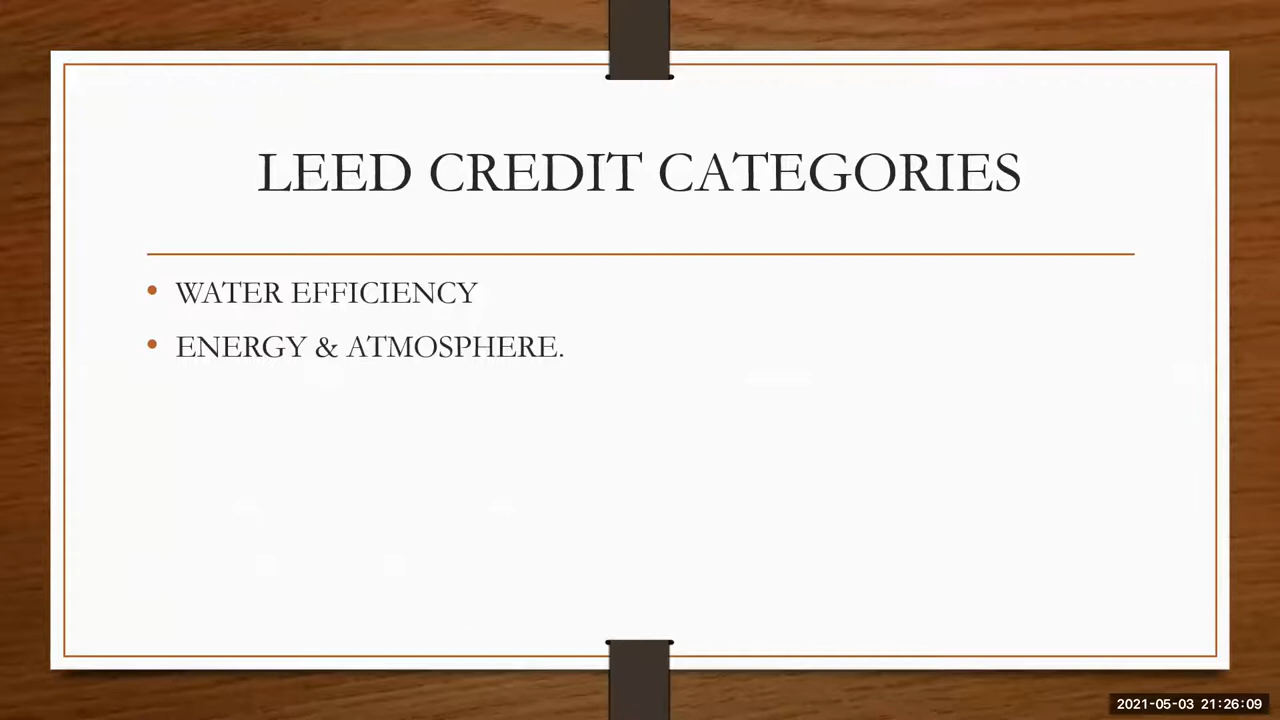 LEED CREDIT CATEGORIES
• WATER EFFICIENCY
• ENERGY & ATMOSPHERE.
2021-05-03 21:26:09